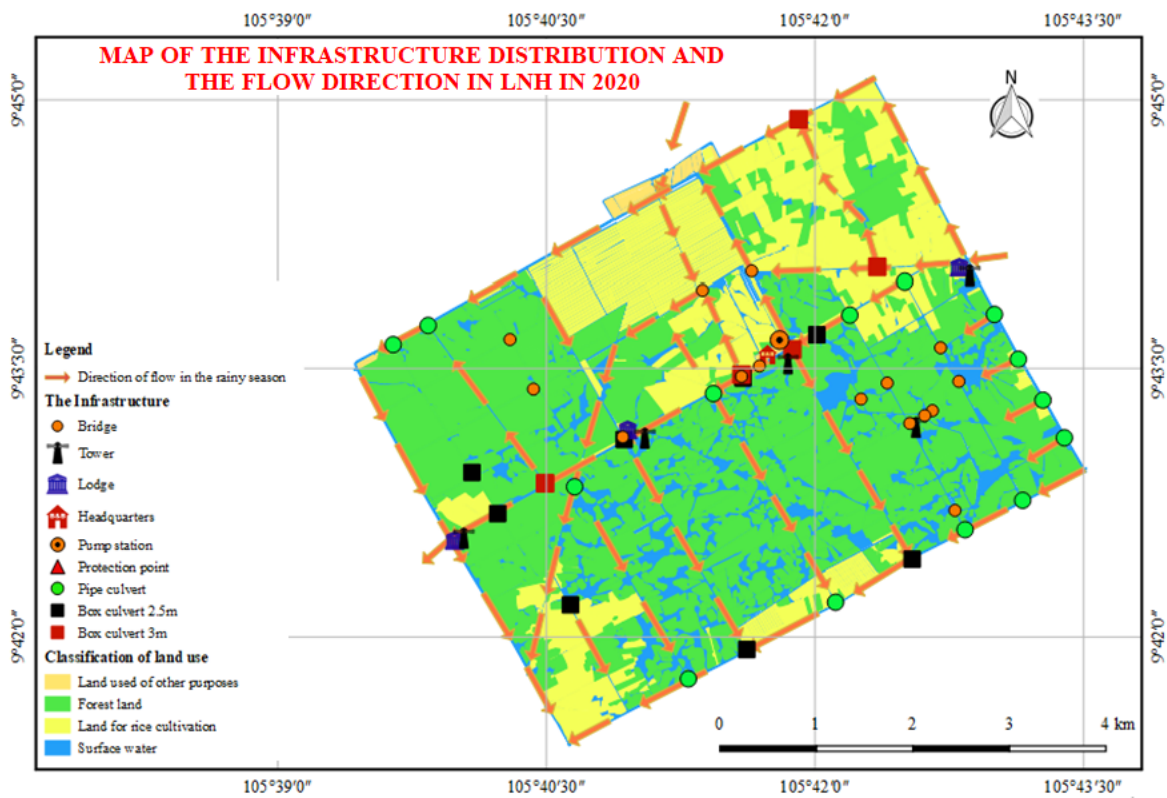 105°39'0" 105°40'30" 105°42'0" 105°43'30"
MAP OF THE INFRASTRUCTURE DISTRIBUTION AND
THE FLOW DIRECTION IN LNH IN 2020
N
9°45'0" 9°45'0"
9°43'30" 9°43'30"
9°42'0" 9°42'0"
Legend
Direction of flow in the rainy season
The Infrastructure
Bridge
Tower
Lodge
Headquarters
Pump station
Protection point
Pipe culvert
Box culvert 2.5m
Box culvert 3m
Classification of land use
Land used of other purposes
Forest land
Land for rice cultivation
Surface water
0 1 2 3 4 km
105°39'0" 105°40'30" 105°42'0" 105°43'30"